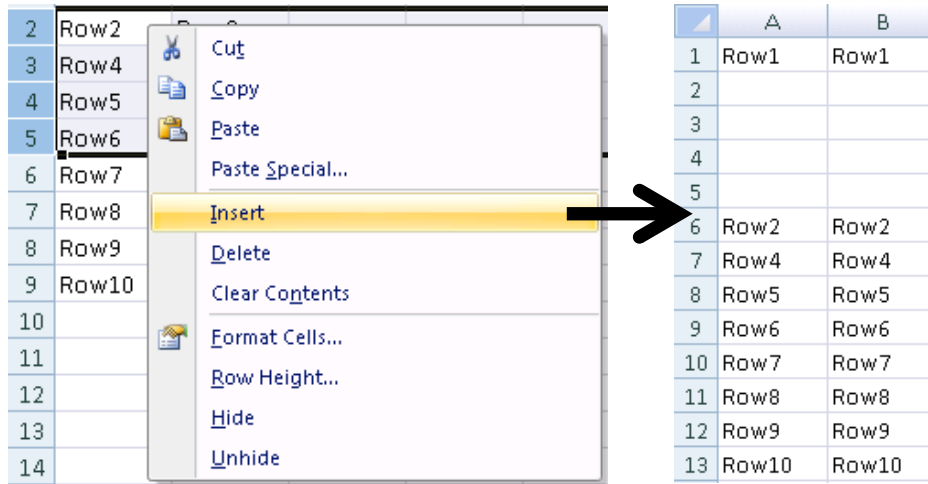 2 Row2
3 Row4
4 Row5
5 Row6
6 Row7
7 Row8
8 Row9
9 Row10
10
11
12
13
14
Cut
Copy
Paste
Paste Special...
Insert
Delete
Clear Contents
Format Cells...
Row Height...
Hide
Unhide
A B
1 Row1 Row1
2
3
4
5
6 Row2 Row2
7 Row4 Row4
8 Row5 Row5
9 Row6 Row6
10 Row7 Row7
11 Row8 Row8
12 Row9 Row9
13 Row10 Row10